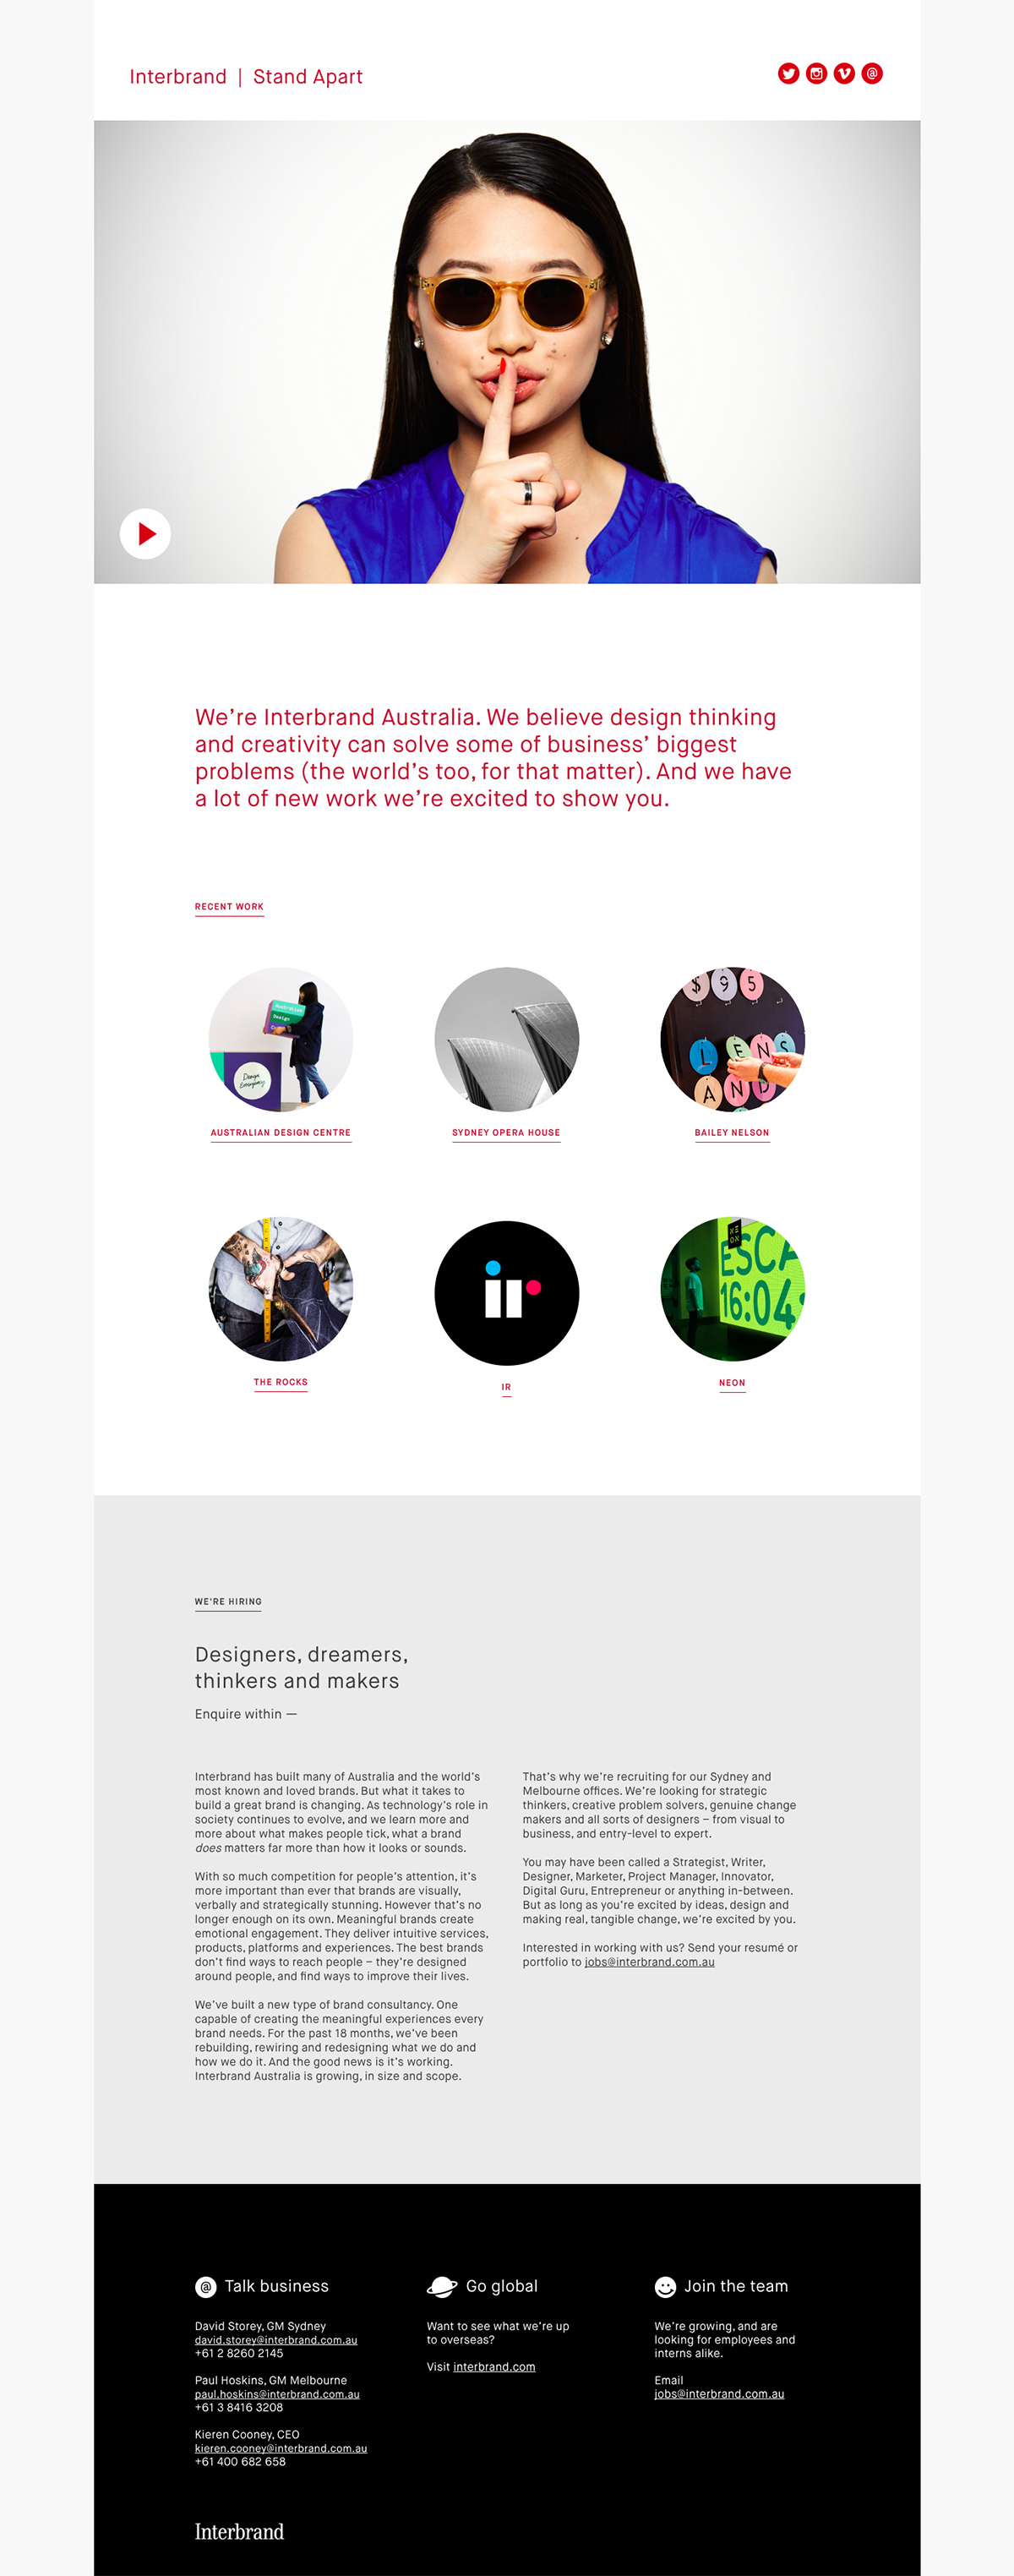 Interbrand | Stand Apart
We’re Interbrand Australia. We believe design thinking
and creativity can solve some of business’ biggest
problems (the world’s too, for that matter). And we have
a lot of new work we’re excited to show you.
RECENT WORK
Australian
Design
Design
Everything
$95
LENS
AND
AUSTRALIAN DESIGN CENTRE
SYDNEY OPERA HOUSE
BAILEY NELSON
ir
ESCA
16:04:
THE ROCKS
IR
NEON
WE’RE HIRING
Designers, dreamers,
thinkers and makers
Enquire within —
Interbrand has built many of Australia and the world’s
most known and loved brands. But what it takes to
build a great brand is changing. As technology’s role in
society continues to evolve, and we learn more and
more about what makes people tick, what a brand
does matters far more than how it looks or sounds.
With so much competition for people’s attention, it’s
more important than ever that brands are visually,
verbally and strategically stunning. However that’s no
longer enough on its own. Meaningful brands create
emotional engagement. They deliver intuitive services,
products, platforms and experiences. The best brands
don’t find ways to reach people – they’re designed
around people, and find ways to improve their lives.
We’ve built a new type of brand consultancy. One
capable of creating the meaningful experiences every
brand needs. For the past 18 months, we’ve been
rebuilding, rewiring and redesigning what we do and
how we do it. And the good news is it’s working.
Interbrand Australia is growing, in size and scope.
That’s why we’re recruiting for our Sydney and
Melbourne offices. We’re looking for strategic
thinkers, creative problem solvers, genuine change
makers and all sorts of designers – from visual to
business, and entry-level to expert.
You may have been called a Strategist, Writer,
Designer, Marketer, Project Manager, Innovator,
Digital Guru, Entrepreneur or anything in-between.
But as long as you’re excited by ideas, design and
making real, tangible change, we’re excited by you.
Interested in working with us? Send your resumé or
portfolio to jobs@interbrand.com.au
@ Talk business
David Storey, GM Sydney
david.storey@interbrand.com.au
+61 2 8260 2145
Paul Hoskins, GM Melbourne
paul.hoskins@interbrand.com.au
+61 3 8416 3208
Kieren Cooney, CEO
kieren.cooney@interbrand.com.au
+61 400 682 658
Go global
Want to see what we’re up
to overseas?
Visit interbrand.com
Join the team
We’re growing, and are
looking for employees and
interns alike.
Email
jobs@interbrand.com.au
Interbrand